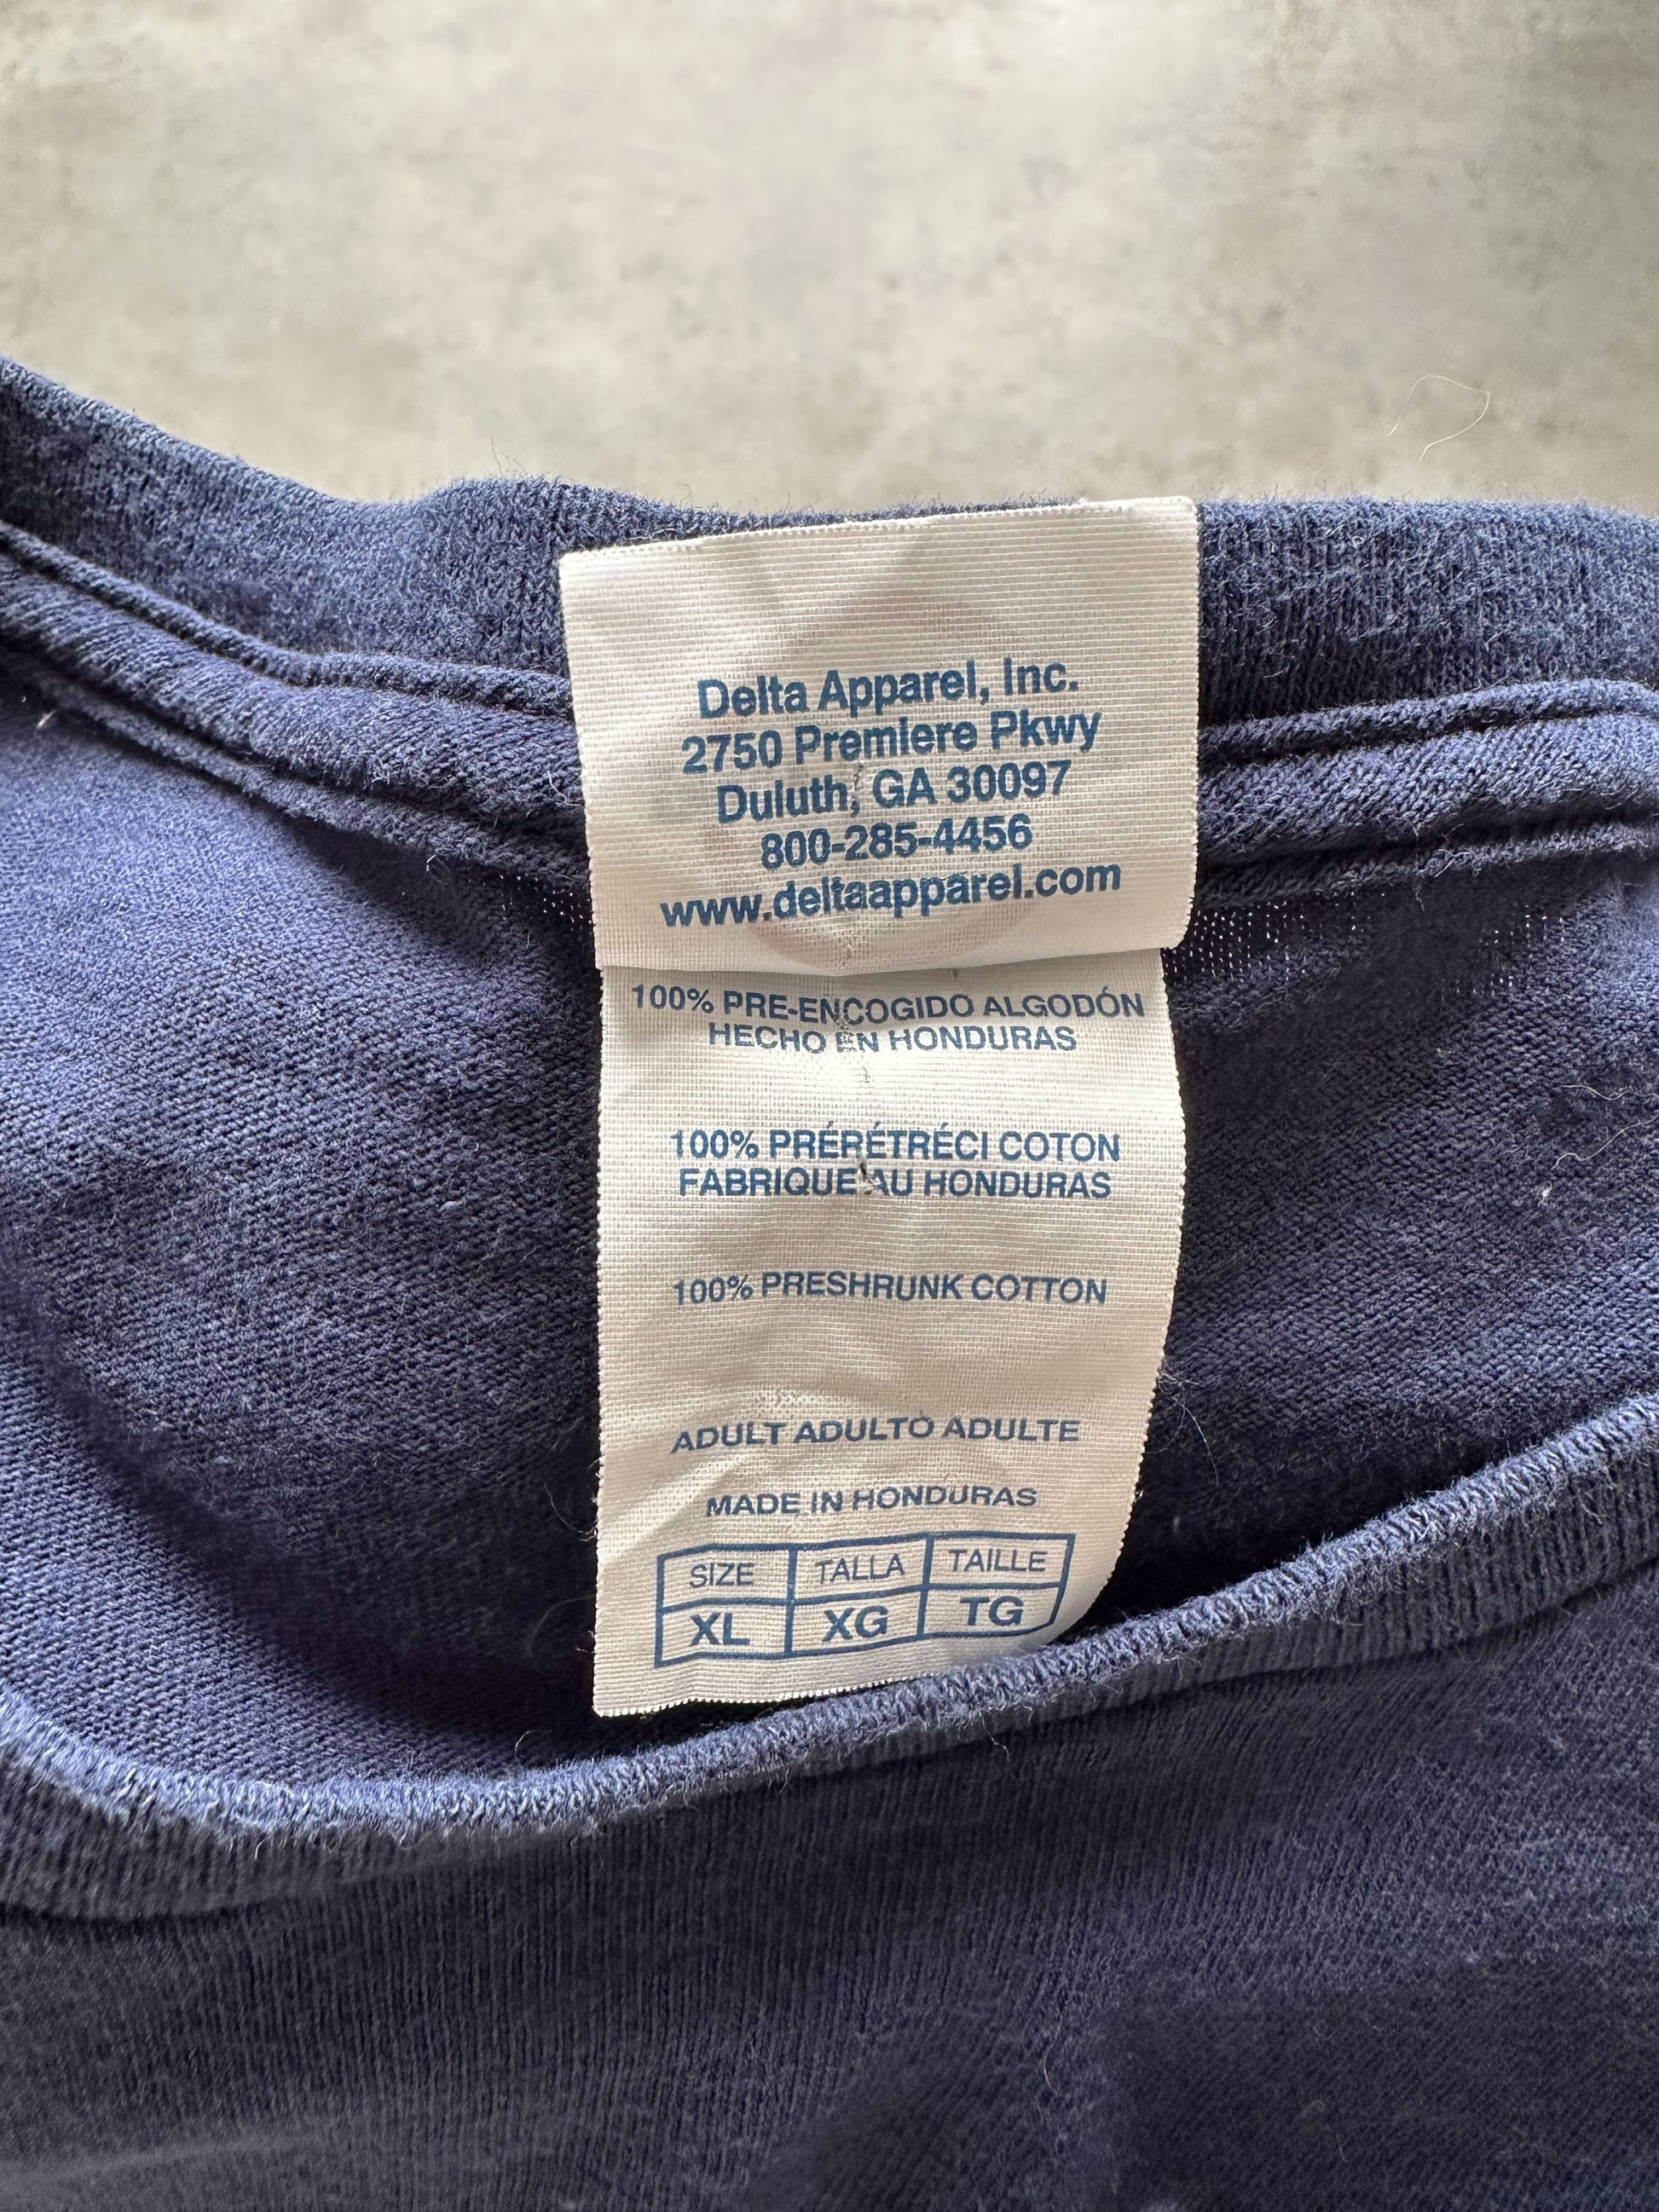 Delta Apparel, Inc.
2750 Premiere Pkwy
Duluth, GA 30097
800-285-4456
www.deltaapparel.com
100% PRE-ENCOGIDO ALGODÓN
HECHO EN HONDURAS
100% PRÉRÉTRÉCI COTON
FABRIQUE AU HONDURAS
100% PRESHRUNK COTTON
ADULT ADULTO ADULTE
MADE IN HONDURAS
SIZE TALLA TAILLE
XL XG TG